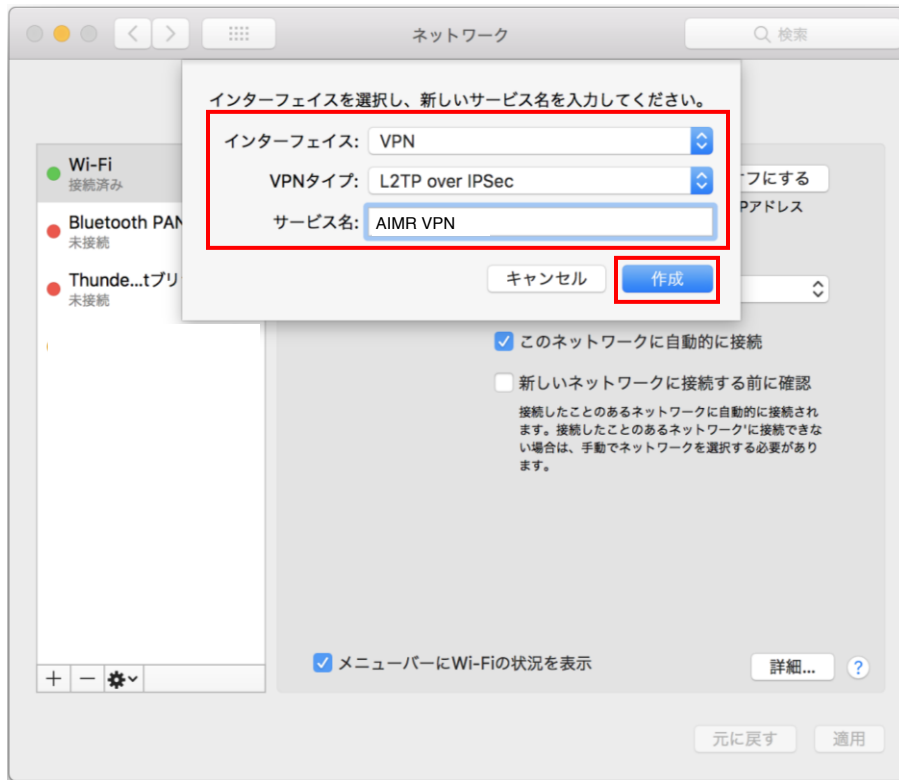 ネットワーク
検索
インターフェイスを選択し、新しいサービス名を入力してください。
インターフェイス: VPN
VPNタイプ: L2TP over IPSec
サービス名: AIMR VPN
キャンセル 作成
Wi-Fi
接続済み
Bluetooth PAN
未接続
Thunde...tブリ
未接続
フにする
Pアドレス
このネットワークに自動的に接続
新しいネットワークに接続する前に確認
接続したことのあるネットワークに自動的に接続され
ます。接続したことのあるネットワーク'に接続できな
い場合は、手動でネットワークを選択する必要があり
ます。
メニューバーにWi-Fiの状況を表示
詳細... ?
元に戻す 適用